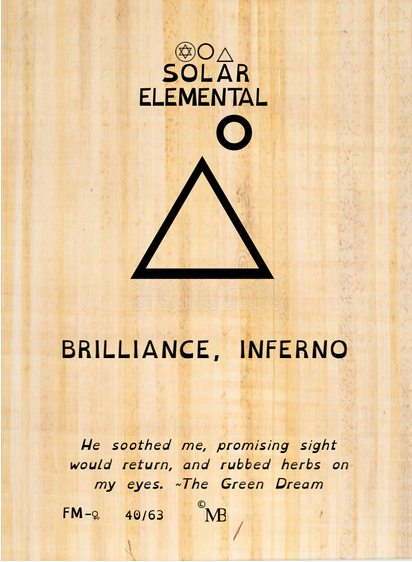 SOLAR
ELEMENTAL
BRILLIANCE, INFERNO
He soothed me, promising sight
would return, and rubbed herbs on
my eyes. ~The Green Dream
FM-♀ 40/63 © MB